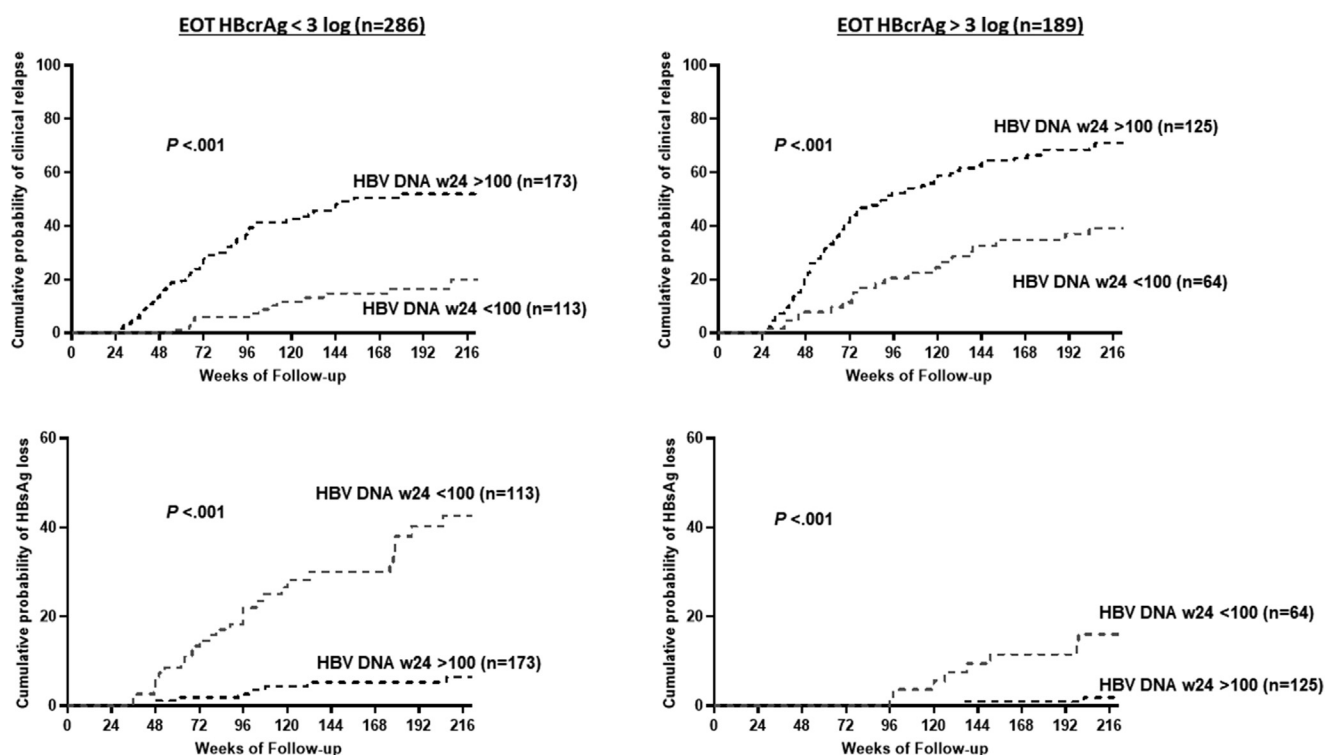 EOT HBcrAg < 3 log (n=286)
Cumulative probability of clinical relapse
100
80
60
40
20
0
P <.001
HBV DNA w24 >100 (n=173)
HBV DNA w24 <100 (n=113)
0 24 48 72 96 120 144 168 192 216
Weeks of Follow-up
EOT HBcrAg > 3 log (n=189)
Cumulative probability of clinical relapse
100
80
60
40
20
0
P <.001
HBV DNA w24 >100 (n=125)
HBV DNA w24 <100 (n=64)
0 24 48 72 96 120 144 168 192 216
Weeks of Follow-up
Cumulative probability of HBsAg loss
60
40
20
0
P <.001
HBV DNA w24 <100 (n=113)
HBV DNA w24 >100 (n=173)
0 24 48 72 96 120 144 168 192 216
Weeks of Follow-up
Cumulative probability of HBsAg loss
60
40
20
0
P <.001
HBV DNA w24 <100 (n=64)
HBV DNA w24 >100 (n=125)
0 24 48 72 96 120 144 168 192 216
Weeks of Follow-up